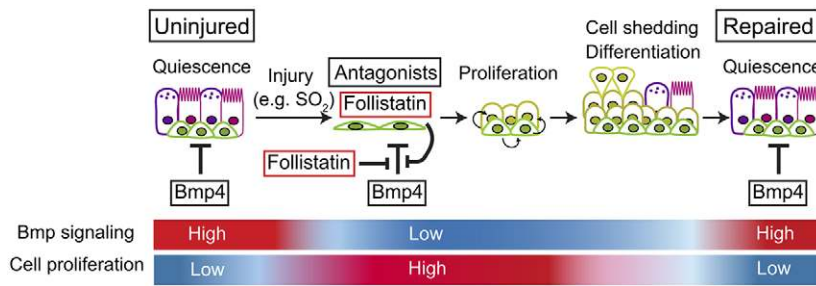 Uninjured
Quiescence
Injury
(e.g. SO2)
Antagonists
Follistatin
Follistatin
Bmp4
Bmp4
Proliferation
Cell shedding
Differentiation
Repaired
Quiescence
Bmp4
Bmp signaling High Low High
Cell proliferation Low High Low